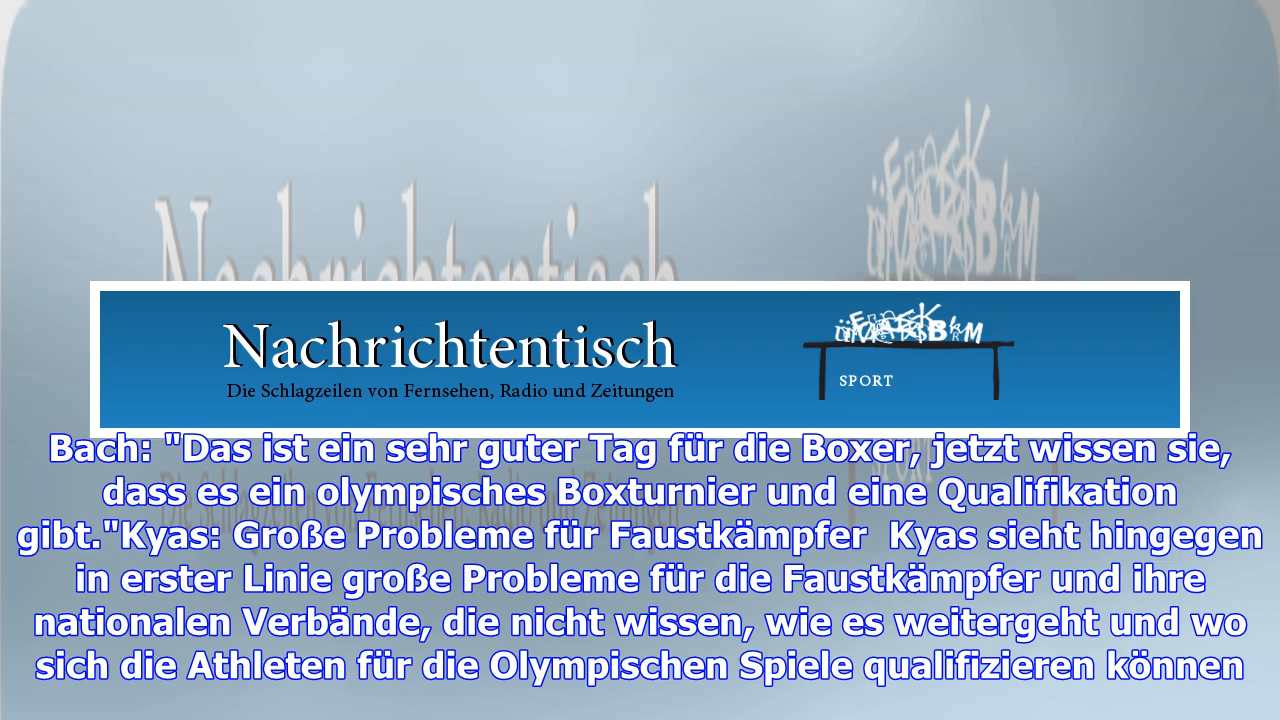 Nachrichtentisch
Die Schlagzeilen von Fernsehen, Radio und Zeitungen
SPORT
Bach: "Das ist ein sehr guter Tag für die Boxer, jetzt wissen sie,
dass es ein olympisches Boxturnier und eine Qualifikation
gibt."Kyas: Große Probleme für Faustkämpfer  Kyas sieht hingegen
in erster Linie große Probleme für die Faustkämpfer und ihre
nationalen Verbände, die nicht wissen, wie es weitergeht und wo
sich die Athleten für die Olympischen Spiele qualifizieren können